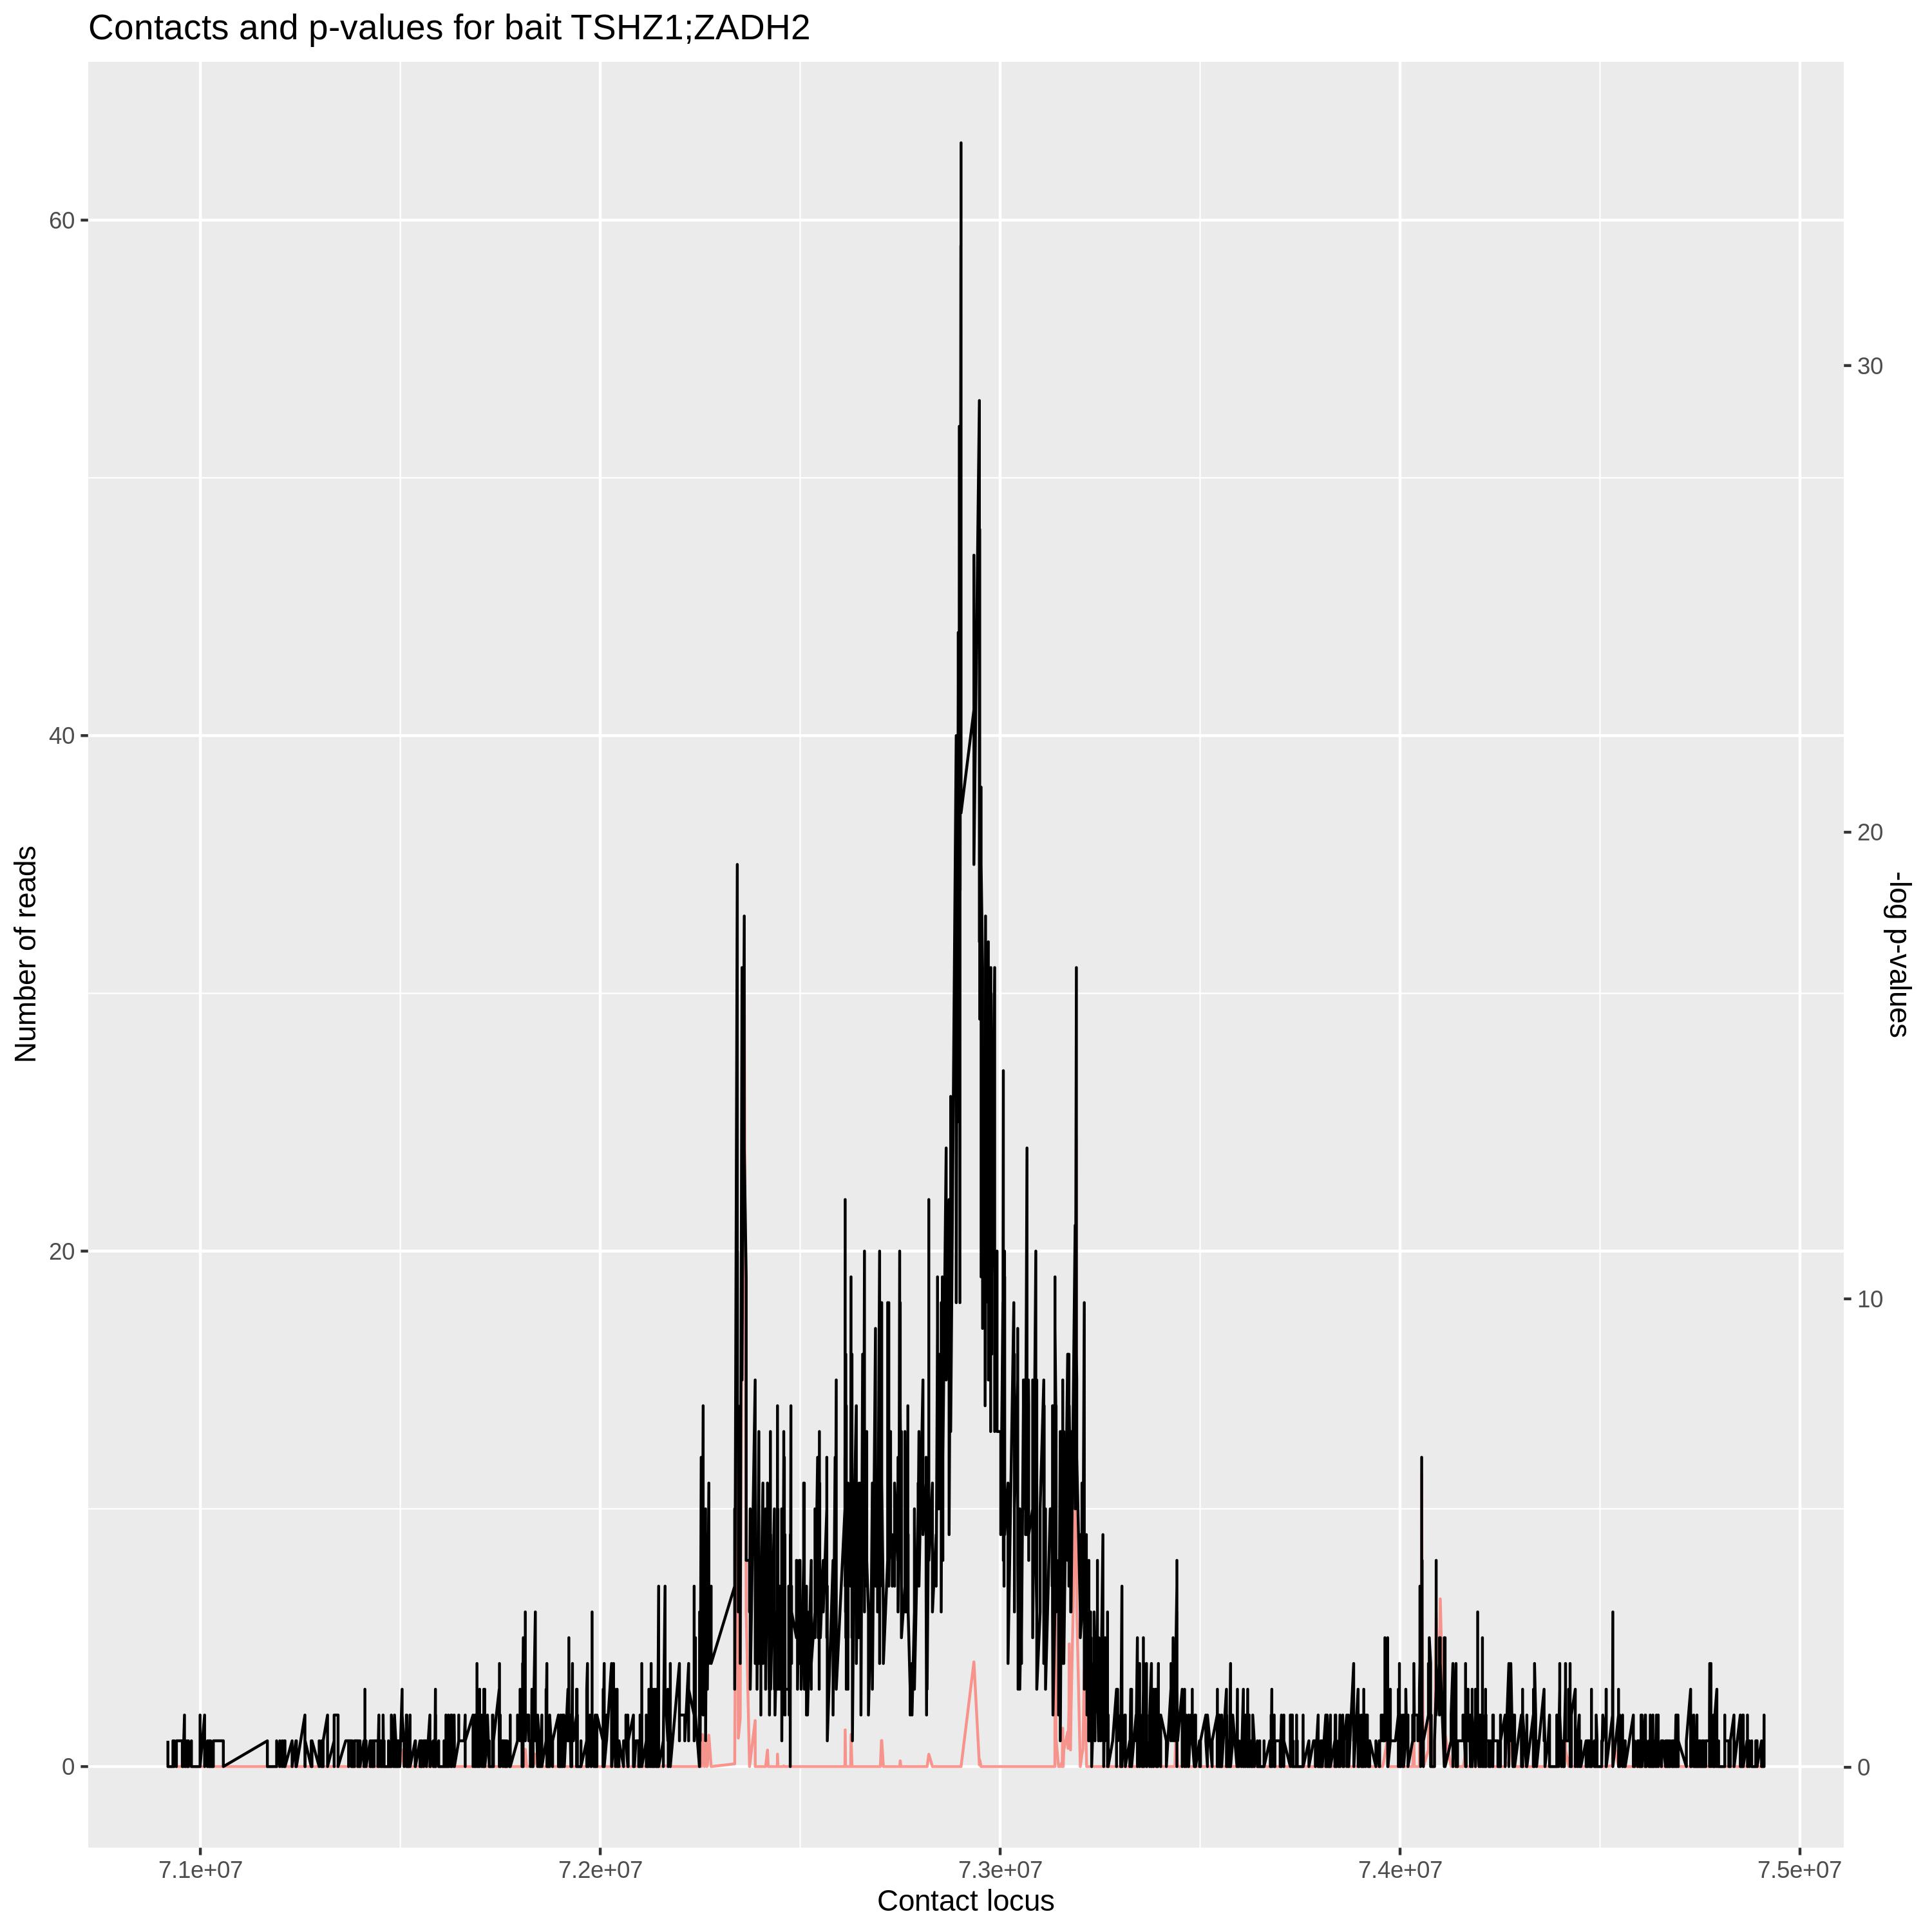 Contacts and p-values for bait TSHZ1;ZADH2
60
40
20
0
Number of reads
30
20
10
0
-log p-values
7.1e+07 7.2e+07 7.3e+07 7.4e+07 7.5e+07
Contact locus